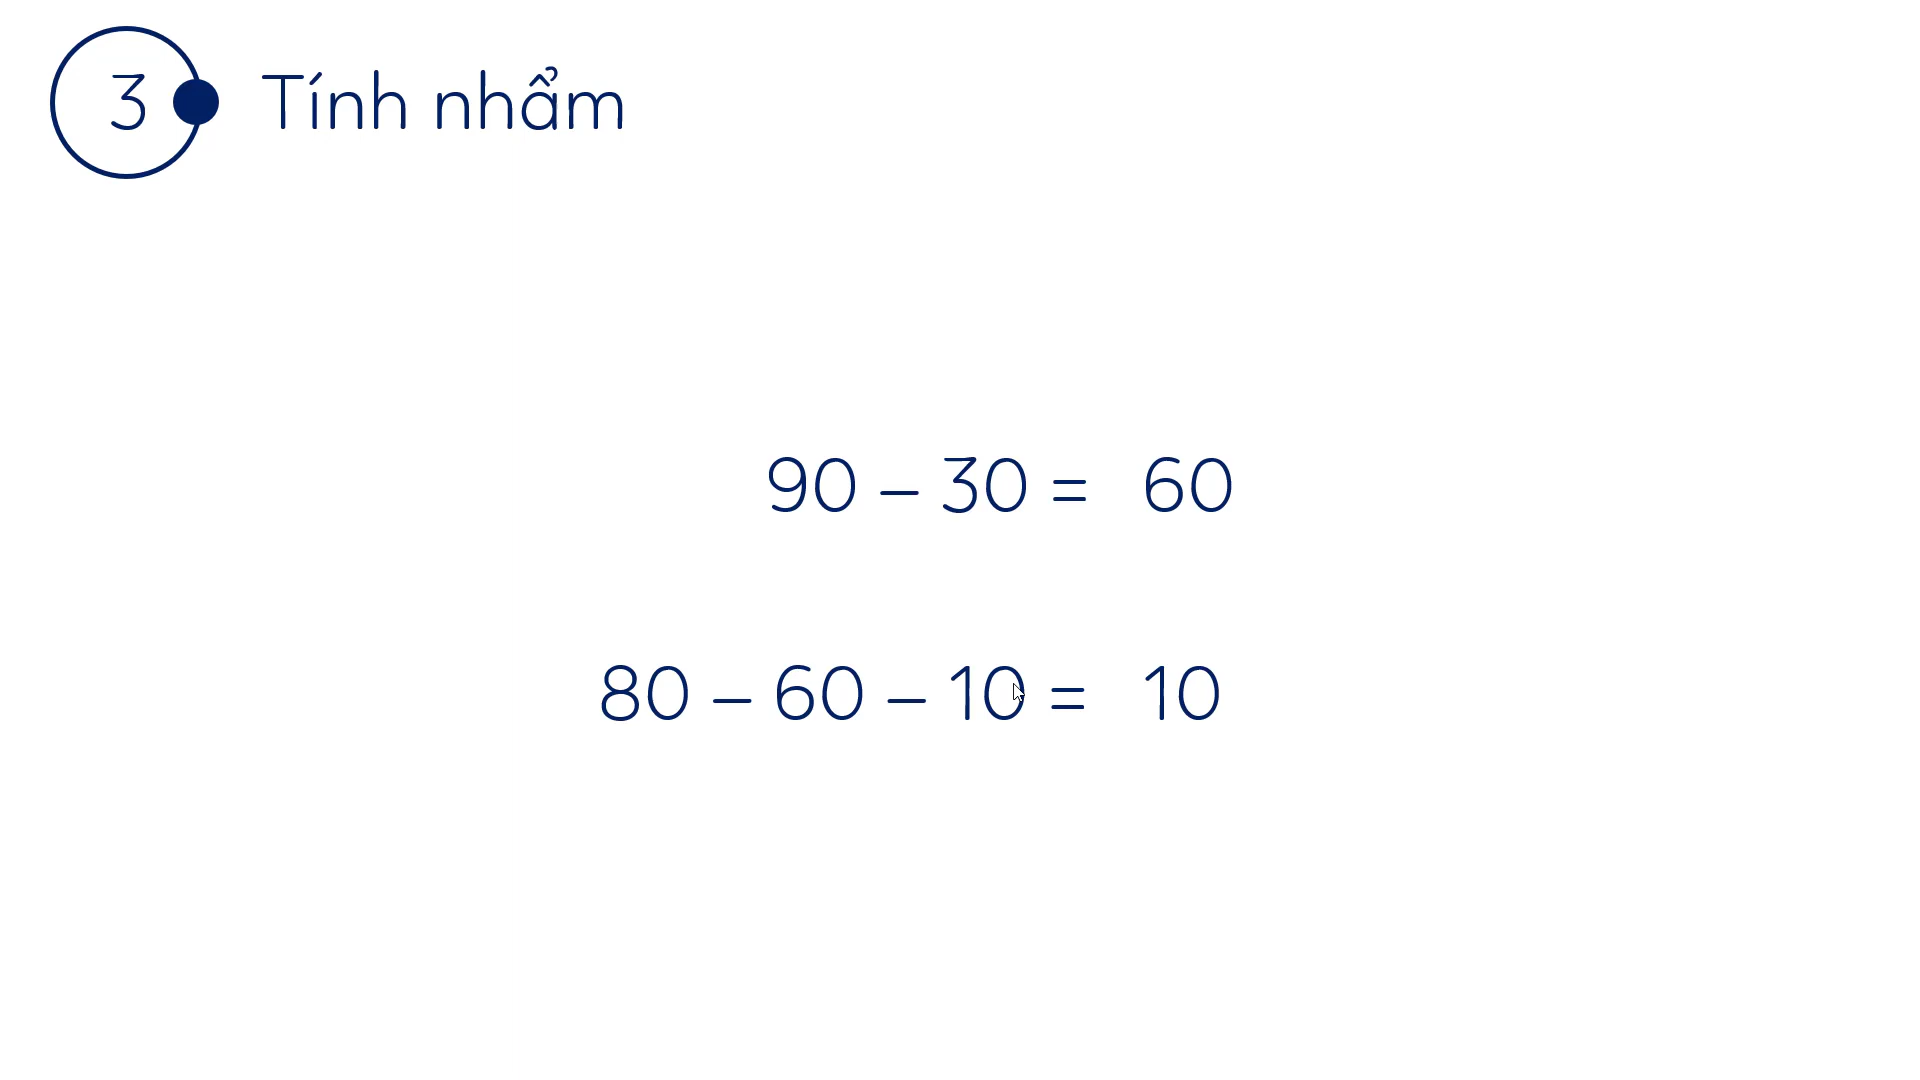 3 Tính nhẩm
90 – 30 = 60
80 – 60 – 10 = 10